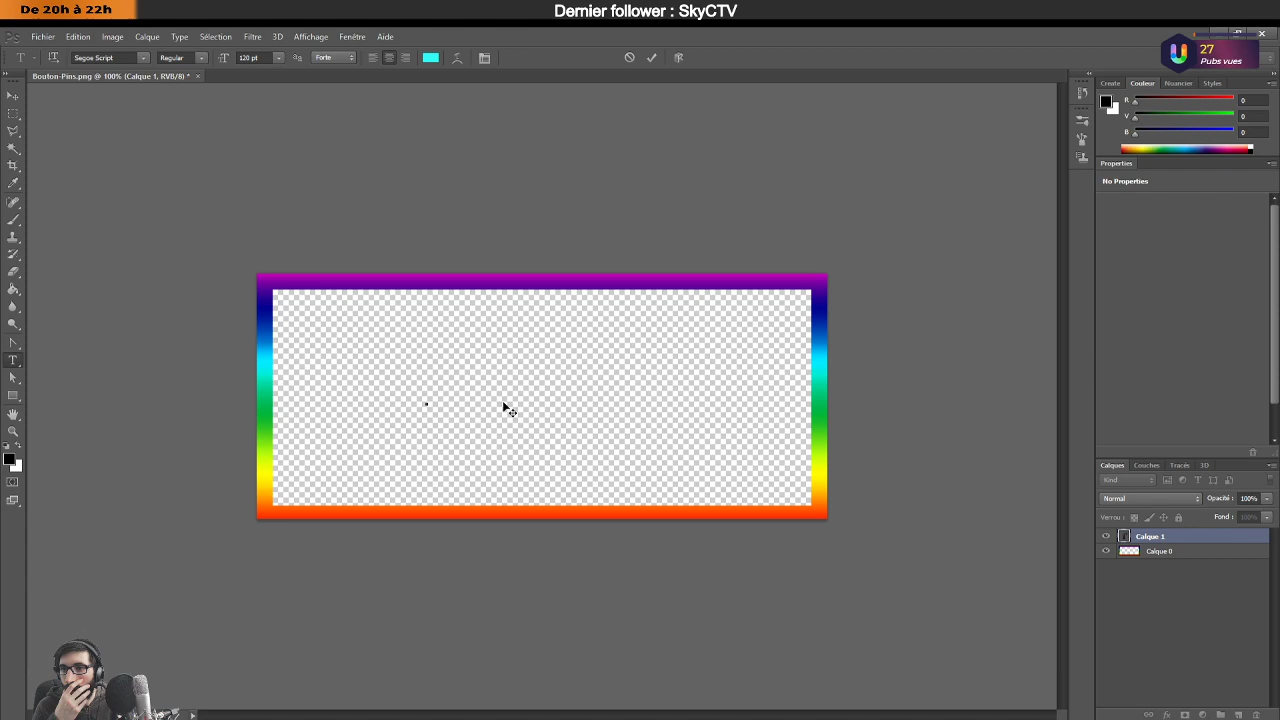 De 20h à 22h
Dernier follower : SkyCTV
Ps
Fichier Edition Image Calque Type Sélection Filtre 3D Affichage Fenêtre Aide
27
Pubs vues
T Segoe Script Regular 120 pt Forte
Bouton-Pins.png @ 100% (Calque 1, RVB/8) * ×
Create Couleur Nuancier Styles
R 0
V 0
B 0
Properties
No Properties
Calques Couches Tracés 3D
Kind
Normal Opacité : 100%
Verrou : Fond : 100%
Calque 1
Calque 0
fx